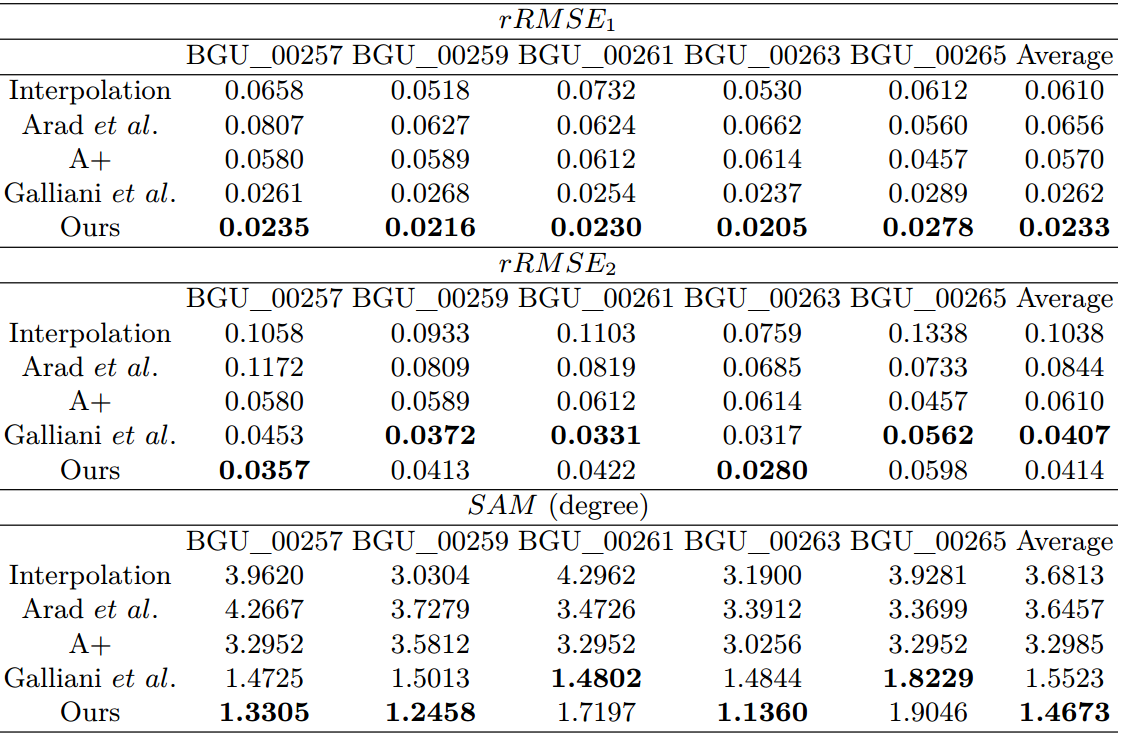 rRMSE₁
BGU_00257 BGU_00259 BGU_00261 BGU_00263 BGU_00265 Average
Interpolation 0.0658 0.0518 0.0732 0.0530 0.0612 0.0610
Arad et al. 0.0807 0.0627 0.0624 0.0662 0.0560 0.0656
A+ 0.0580 0.0589 0.0612 0.0614 0.0457 0.0570
Galliani et al. 0.0261 0.0268 0.0254 0.0237 0.0289 0.0262
Ours 0.0235 0.0216 0.0230 0.0205 0.0278 0.0233
rRMSE₂
BGU_00257 BGU_00259 BGU_00261 BGU_00263 BGU_00265 Average
Interpolation 0.1058 0.0933 0.1103 0.0759 0.1338 0.1038
Arad et al. 0.1172 0.0809 0.0819 0.0685 0.0733 0.0844
A+ 0.0580 0.0589 0.0612 0.0614 0.0457 0.0610
Galliani et al. 0.0453 0.0372 0.0331 0.0317 0.0562 0.0407
Ours 0.0357 0.0413 0.0422 0.0280 0.0598 0.0414
SAM (degree)
BGU_00257 BGU_00259 BGU_00261 BGU_00263 BGU_00265 Average
Interpolation 3.9620 3.0304 4.2962 3.1900 3.9281 3.6813
Arad et al. 4.2667 3.7279 3.4726 3.3912 3.3699 3.6457
A+ 3.2952 3.5812 3.2952 3.0256 3.2952 3.2985
Galliani et al. 1.4725 1.5013 1.4802 1.4844 1.8229 1.5523
Ours 1.3305 1.2458 1.7197 1.1360 1.9046 1.4673